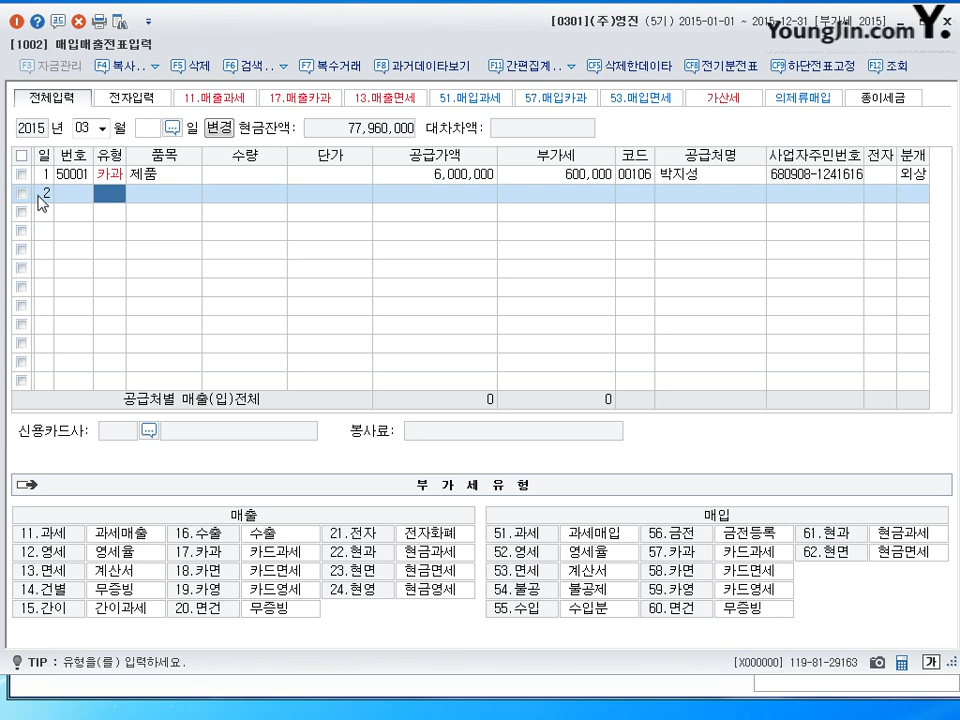 [0301] (주)영진 (5기) 2015-01-01 ~ 2015-12-31 [부가세 2015]
YoungJin.com Y.
[1002] 매입매출전표입력
F3 자금관리 F4 복사.. F5 삭제 F6 검색.. F7 복수거래 F8 과거데이타보기 F11 간편집계.. CF5 삭제한데이타 CF8 전기분전표 CF9 하단전표고정 F12 조회
전체입력 전자입력 11.매출과세 17.매출카과 13.매출면세 51.매입과세 57.매입카과 53.매입면세 가산세 의제류매입 종이세금
2015 년 03 월 일 변경 현금잔액: 77,960,000 대차차액:
일 번호 유형 품목 수량 단가 공급가액 부가세 코드 공급처명 사업자주민번호 전자 분개
1 50001 카과 제품 6,000,000 600,000 00106 박지성 680908-1241616 외상
2
공급처별 매출(입)전체 0 0
신용카드사: 봉사료:
부 가 세 유 형
매출 매입
11.과세 과세매출 16.수출 수출 21.전자 전자화폐 51.과세 과세매입 56.금전 금전등록 61.현과 현금과세
12.영세 영세율 17.카과 카드과세 22.현과 현금과세 52.영세 영세율 57.카과 카드과세 62.현면 현금면세
13.면세 계산서 18.카면 카드면세 23.현면 현금면세 53.면세 계산서 58.카면 카드면세
14.건별 무증빙 19.카영 카드영세 24.현영 현금영세 54.불공 불공제 59.카영 카드영세
15.간이 간이과세 20.면건 무증빙 55.수입 수입분 60.면건 무증빙
TIP : 유형을(를) 입력하세요. [X000000] 119-81-29163 가